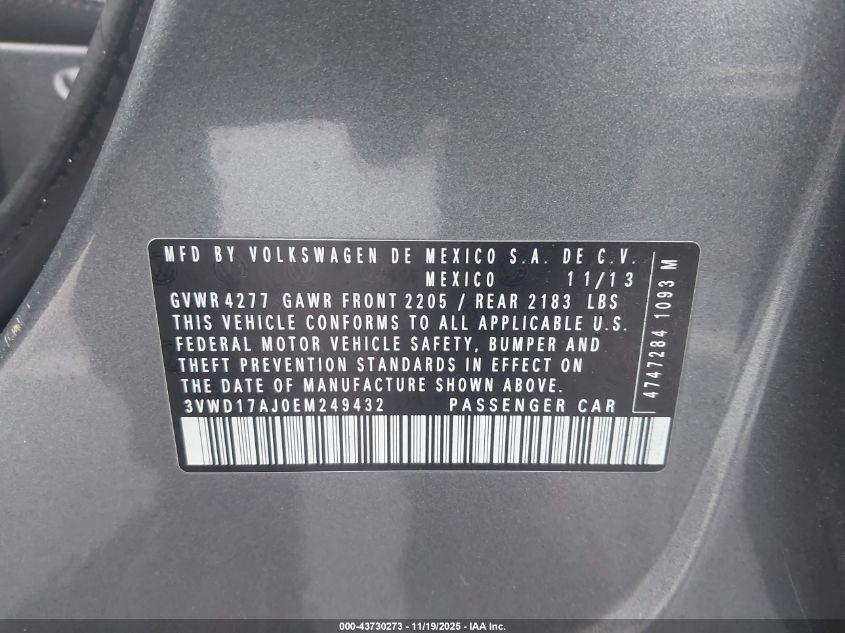 MFD BY VOLKSWAGEN DE MEXICO S.A. DE C.V.
MEXICO 11/13
GVWR 4277 GAWR FRONT 2205 / REAR 2183 LBS
THIS VEHICLE CONFORMS TO ALL APPLICABLE U.S.
FEDERAL MOTOR VEHICLE SAFETY, BUMPER AND
THEFT PREVENTION STANDARDS IN EFFECT ON
THE DATE OF MANUFACTURE SHOWN ABOVE.
3VWD17AJ0EM249432 PASSENGER CAR
4747284 1093 M
000-43730273 - 11/19/2025 - IAA Inc.